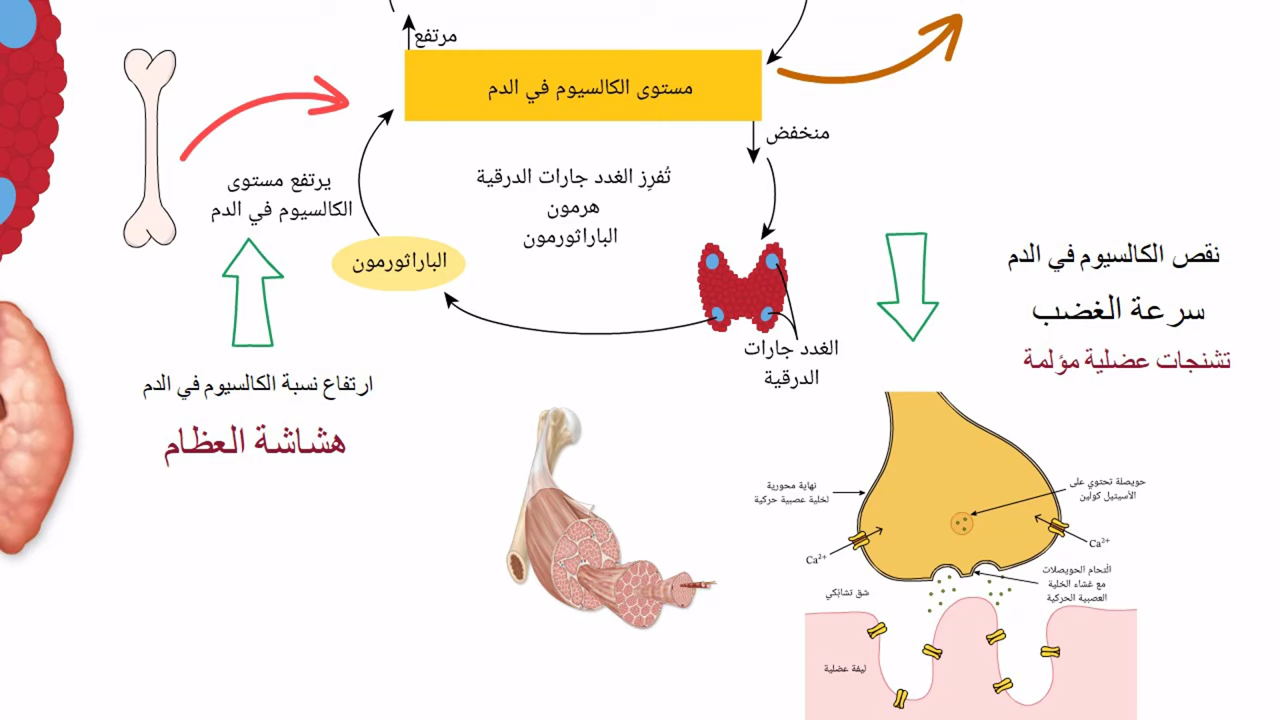 مرتفع
مستوى الكالسيوم في الدم
منخفض
تُفرِز الغدد جارات الدرقية
هرمون
الباراثورمون
يرتفع مستوى
الكالسيوم في الدم
الباراثورمون
الغدد جارات
الدرقية
نقص الكالسيوم في الدم
سرعة الغضب
تشنجات عضلية مؤلمة
ارتفاع نسبة الكالسيوم في الدم
هشاشة العظام
حويصلة تحتوي على
الأسيتيل كولين
نهاية محورية
لخلية عصبية حركية
Ca²⁺
Ca²⁺
التحام الحويصلات
مع غشاء الخلية
العصبية الحركية
شق تشابكي
ليفة عضلية